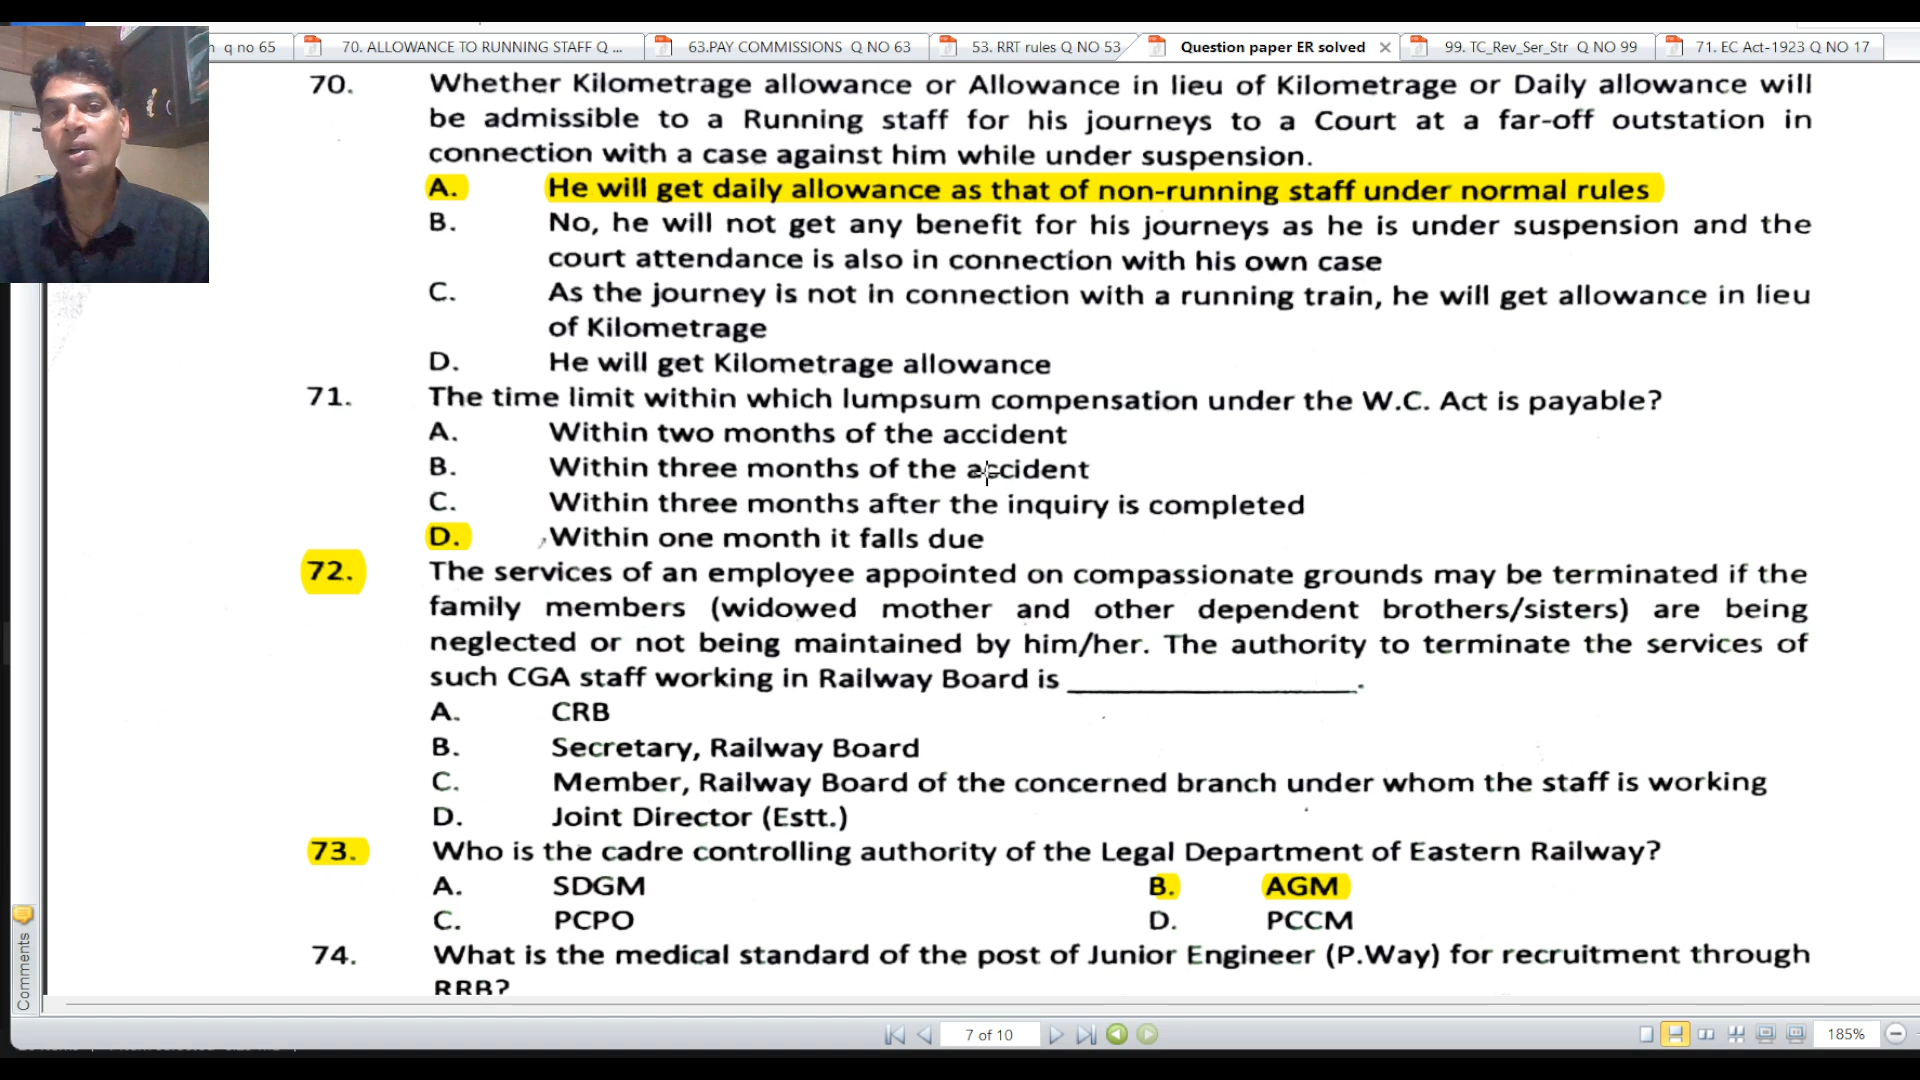 q no 65
70. ALLOWANCE TO RUNNING STAFF Q ...
63.PAY COMMISSIONS Q NO 63
53. RRT rules Q NO 53
Question paper ER solved
99. TC_Rev_Ser_Str Q NO 99
71. EC Act-1923 Q NO 17
70. Whether Kilometrage allowance or Allowance in lieu of Kilometrage or Daily allowance will
be admissible to a Running staff for his journeys to a Court at a far-off outstation in
connection with a case against him while under suspension.
A. He will get daily allowance as that of non-running staff under normal rules
B. No, he will not get any benefit for his journeys as he is under suspension and the
court attendance is also in connection with his own case
C. As the journey is not in connection with a running train, he will get allowance in lieu
of Kilometrage
D. He will get Kilometrage allowance
71. The time limit within which lumpsum compensation under the W.C. Act is payable?
A. Within two months of the accident
B. Within three months of the accident
C. Within three months after the inquiry is completed
D. Within one month it falls due
72. The services of an employee appointed on compassionate grounds may be terminated if the
family members (widowed mother and other dependent brothers/sisters) are being
neglected or not being maintained by him/her. The authority to terminate the services of
such CGA staff working in Railway Board is ____________________.
A. CRB
B. Secretary, Railway Board
C. Member, Railway Board of the concerned branch under whom the staff is working
D. Joint Director (Estt.)
73. Who is the cadre controlling authority of the Legal Department of Eastern Railway?
A. SDGM B. AGM
C. PCPO D. PCCM
74. What is the medical standard of the post of Junior Engineer (P.Way) for recruitment through
RRB?
Comments
7 of 10
185%